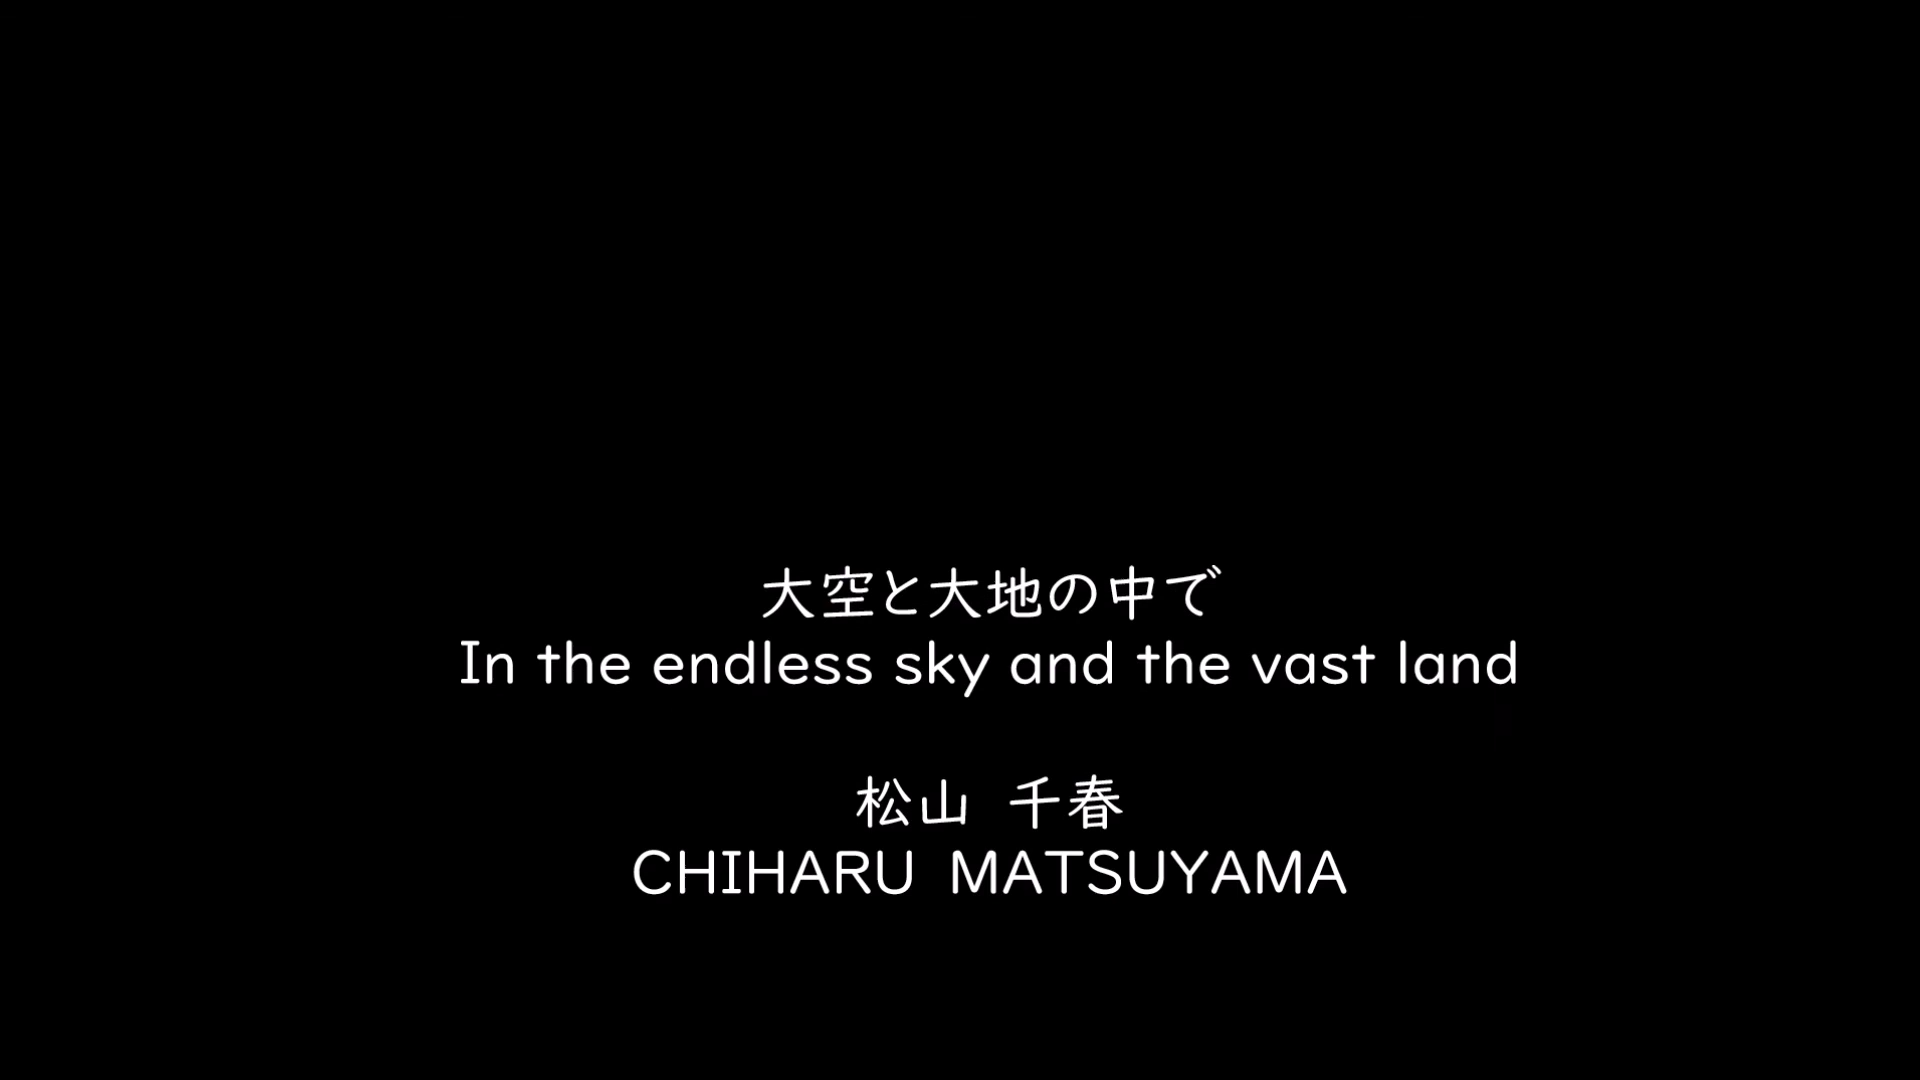 大空と大地の中で
In the endless sky and the vast land
松山 千春
CHIHARU MATSUYAMA